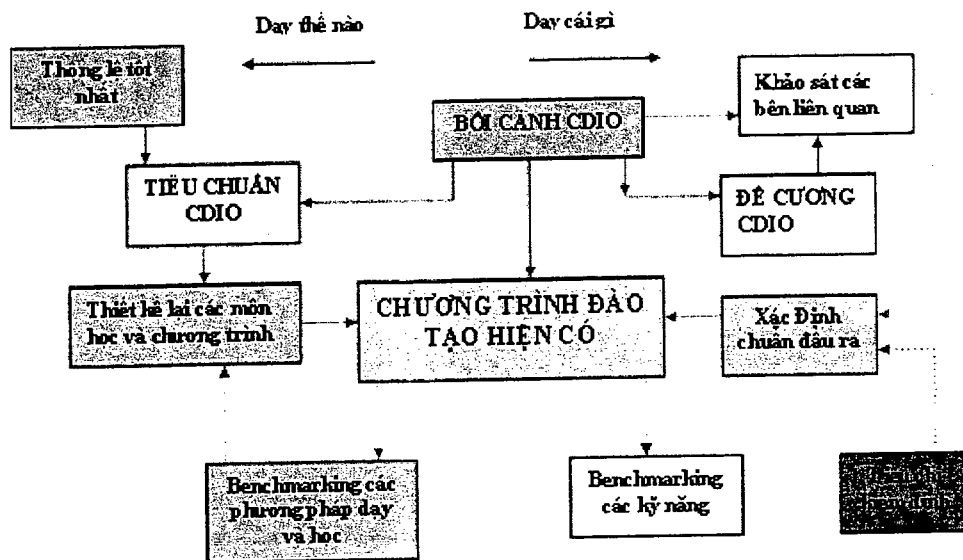 Dạy thế nào
Dạy cái gì
Thông lệ tốt
nhất
Khảo sát các
bên liên quan
BỐI CẢNH CDIO
TIÊU CHUẨN
CDIO
ĐỀ CƯƠNG
CDIO
Thiết kế lại các môn
học và chương trình
CHƯƠNG TRÌNH ĐÀO
TẠO HIỆN CÓ
Xác Định
chuẩn đầu ra
Benchmarking các
phương pháp dạy
và học
Benchmarking
các kỹ năng